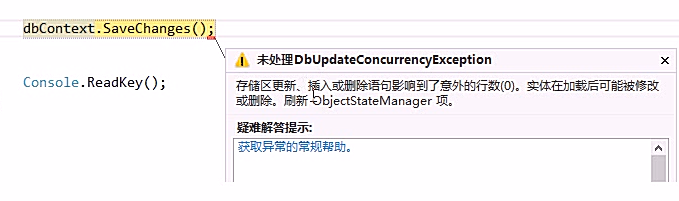 dbContext.SaveChanges();
未处理DbUpdateConcurrencyException
存储区更新、插入或删除语句影响到了意外的行数(0)。实体在加载后可能被修改
或删除。刷新 ObjectStateManager 项。
Console.ReadKey();
疑难解答提示:
获取异常的常规帮助。